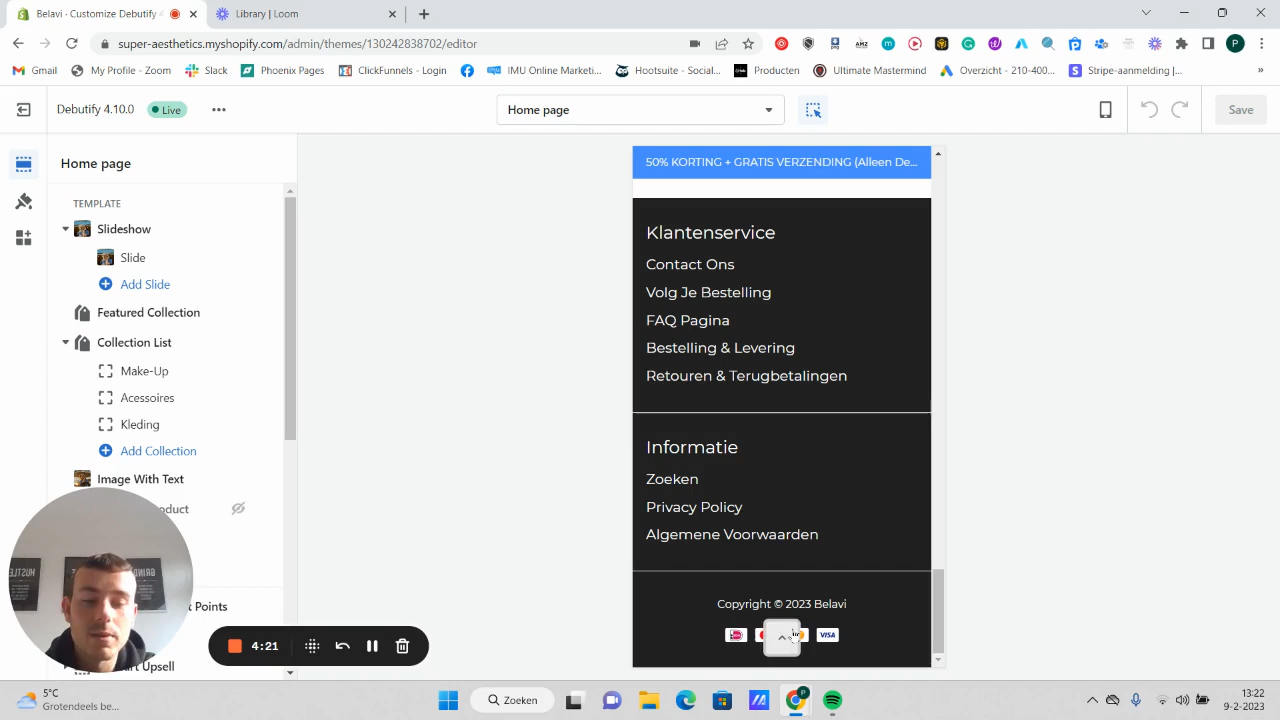 Belavi · Customize Debutify 4
Library | Loom
super-aesthetics.myshopify.com/admin/themes/130242838702/editor
Gmail
My Profile - Zoom
Slack
Phoenix Pages
ClickFunnels - Login
IMU Online Marketi...
Hootsuite - Social...
Producten
Ultimate Mastermind
Overzicht - 210-400...
Stripe-aanmelding |...
»
Debutify 4.10.0
Live
Home page
Save
Home page
TEMPLATE
Slideshow
Slide
Add Slide
Featured Collection
Collection List
Make-Up
Acessoires
Kleding
Add Collection
Image With Text
oduct
t Points
art Upsell
4:21
50% KORTING + GRATIS VERZENDING (Alleen De...
Klantenservice
Contact Ons
Volg Je Bestelling
FAQ Pagina
Bestelling & Levering
Retouren & Terugbetalingen
Informatie
Zoeken
Privacy Policy
Algemene Voorwaarden
Copyright © 2023 Belavi
VISA
5°C
Grotendeels be...
Zoeken
13:25
9-2-2023